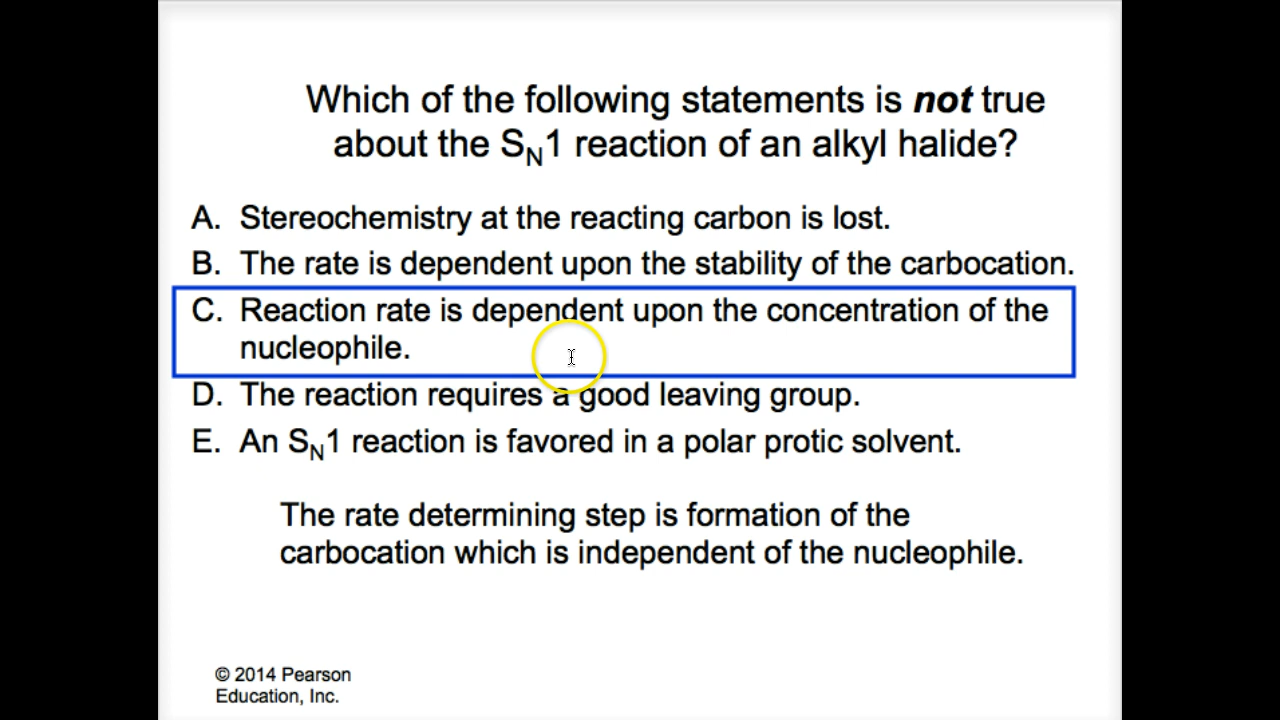 Which of the following statements is not true
about the SN1 reaction of an alkyl halide?
A. Stereochemistry at the reacting carbon is lost.
B. The rate is dependent upon the stability of the carbocation.
C. Reaction rate is dependent upon the concentration of the
nucleophile.
D. The reaction requires a good leaving group.
E. An SN1 reaction is favored in a polar protic solvent.
The rate determining step is formation of the
carbocation which is independent of the nucleophile.
© 2014 Pearson
Education, Inc.